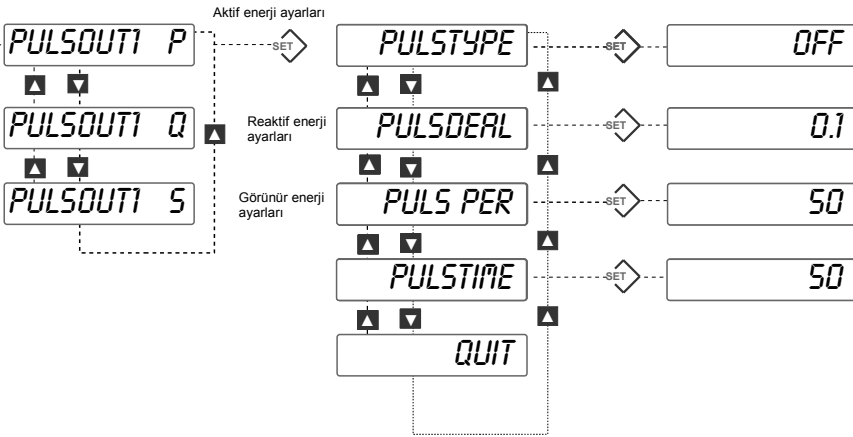 Aktif enerji ayarları
PULSOUT1 P
SET
PULSTYPE
SET
OFF
PULSOUT1 Q
Reaktif enerji
ayarları
PULSDEAL
SET
0.1
PULSOUT1 S
Görünür enerji
ayarları
PULS PER
SET
50
PULSTIME
SET
50
QUIT